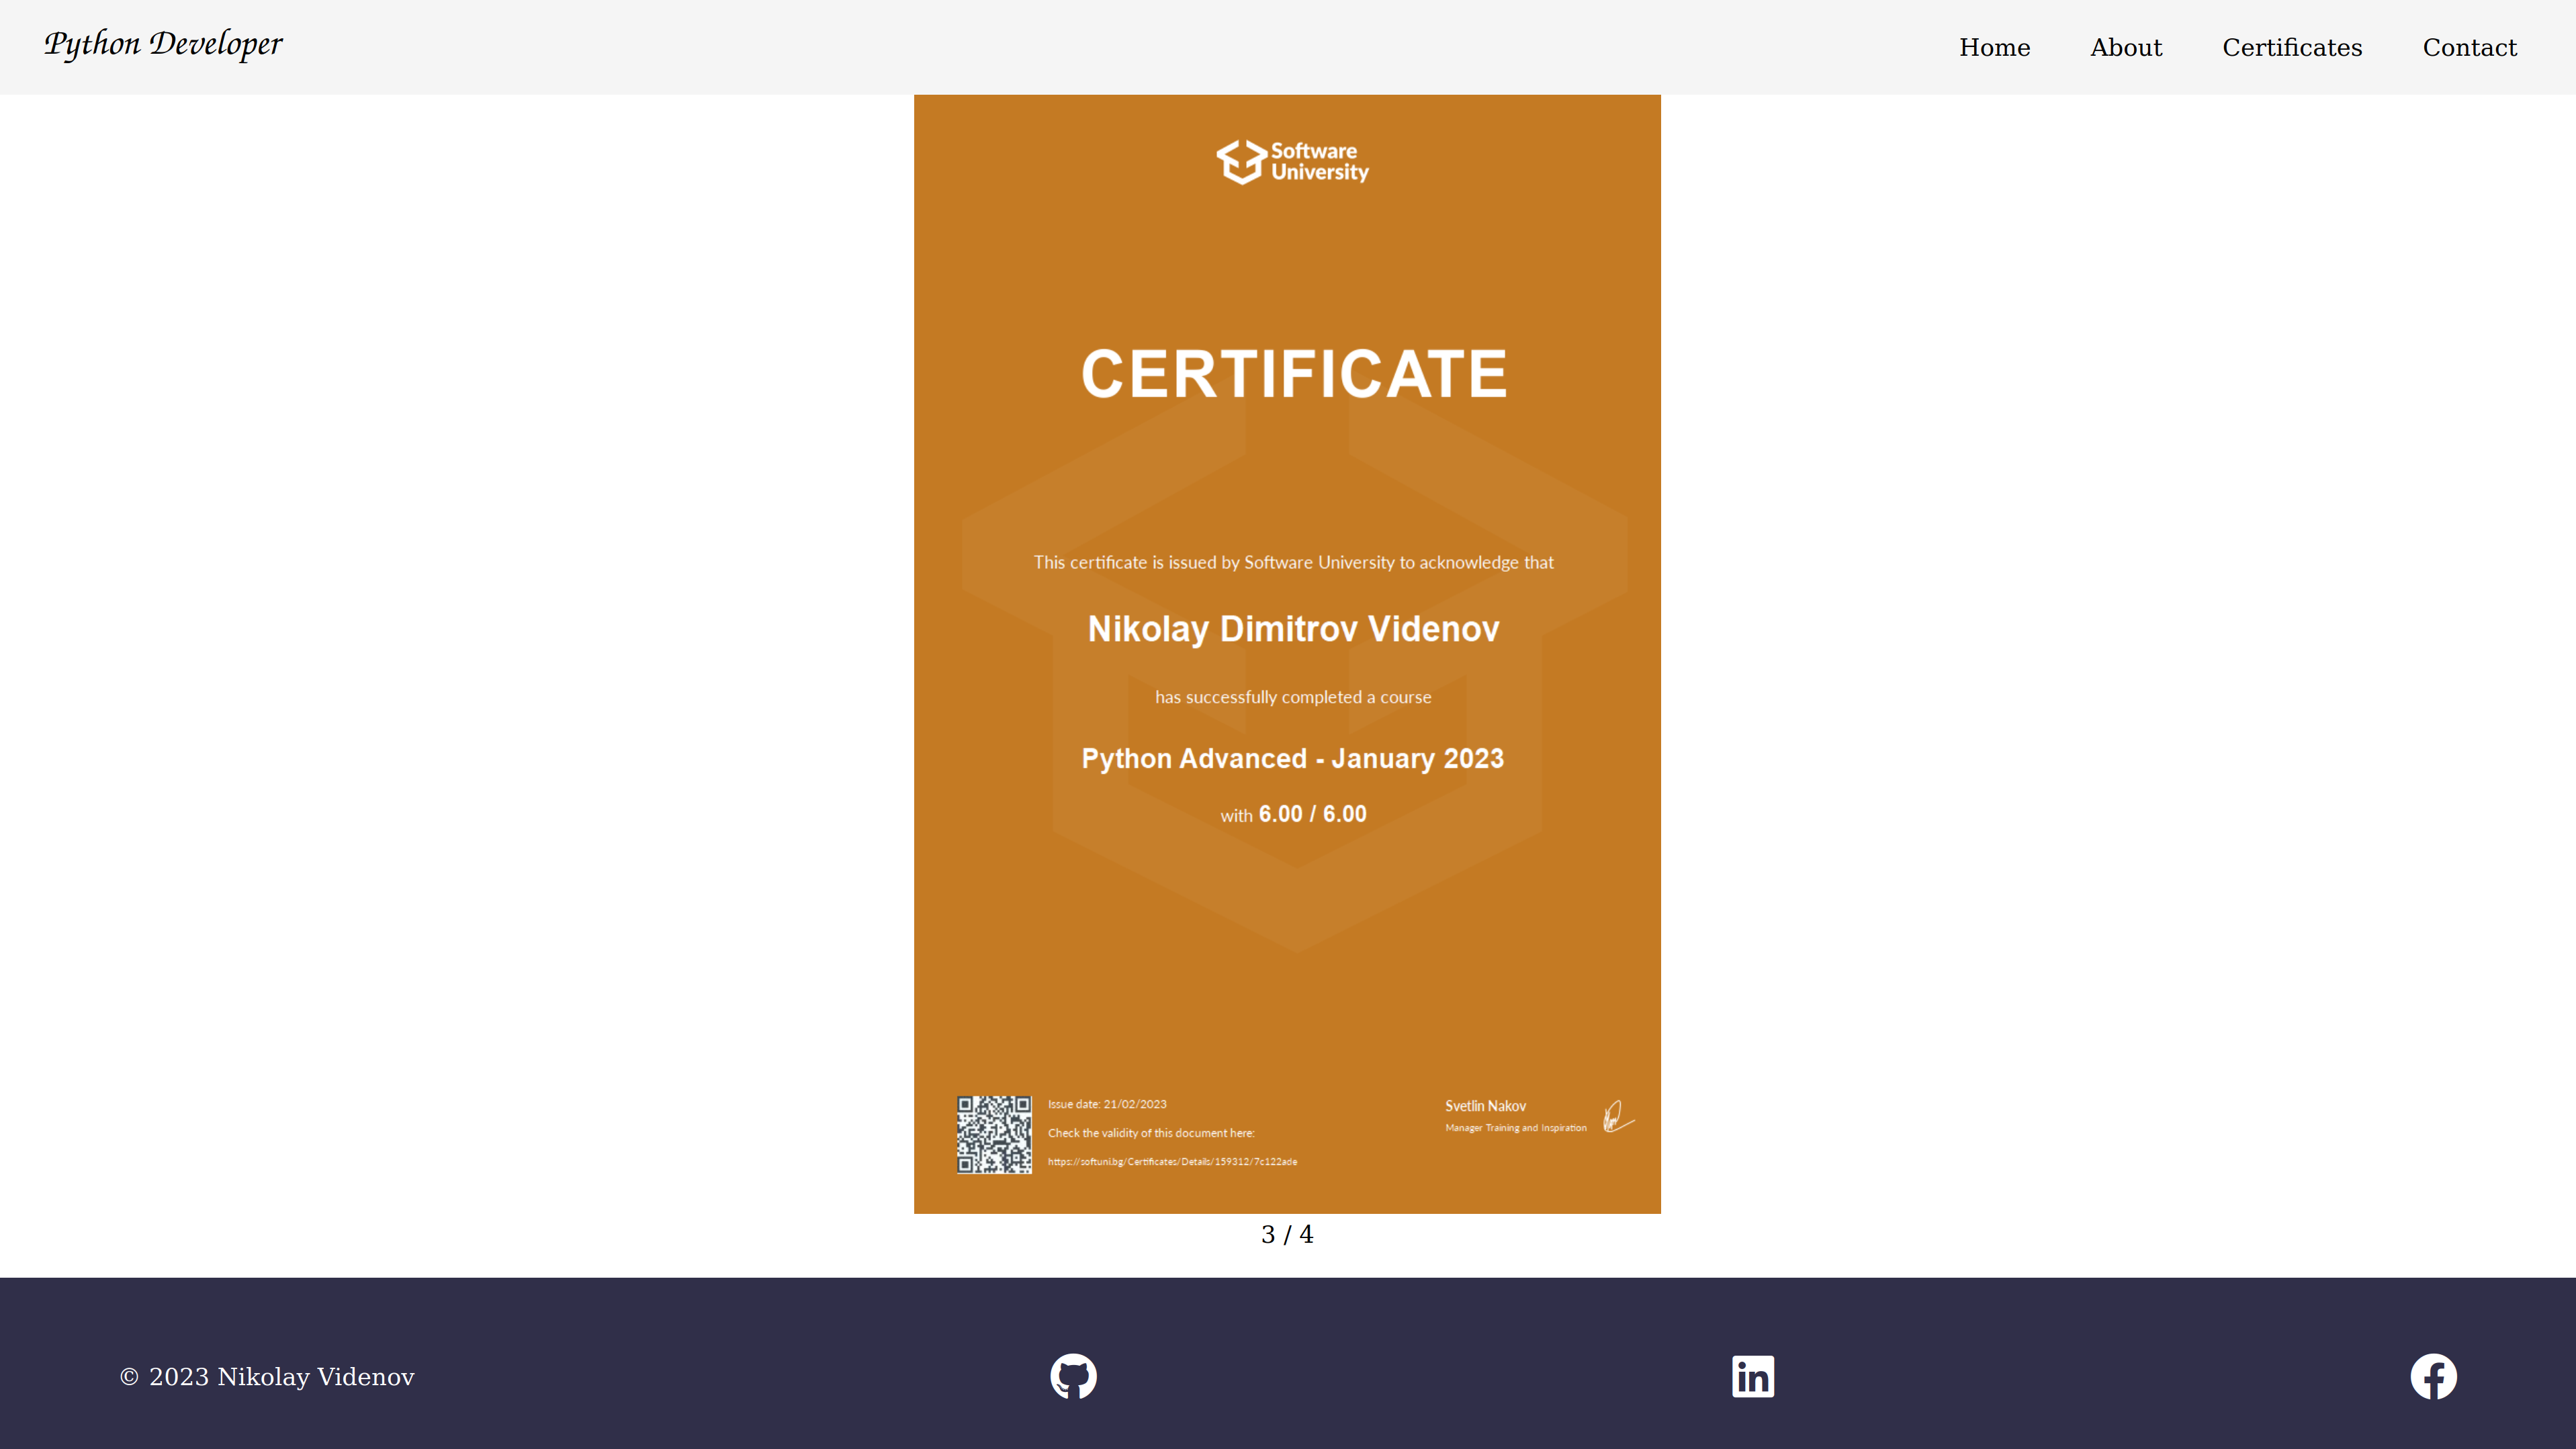 Python Developer
Home About Certificates Contact
Software
University
CERTIFICATE
This certificate is issued by Software University to acknowledge that
Nikolay Dimitrov Videnov
has successfully completed a course
Python Advanced - January 2023
with 6.00 / 6.00
Issue date: 21/02/2023
Check the validity of this document here:
https://softuni.bg/Certificates/Details/159312/7c122ade
Svetlin Nakov
Manager Training and Inspiration
3 / 4
© 2023 Nikolay Videnov